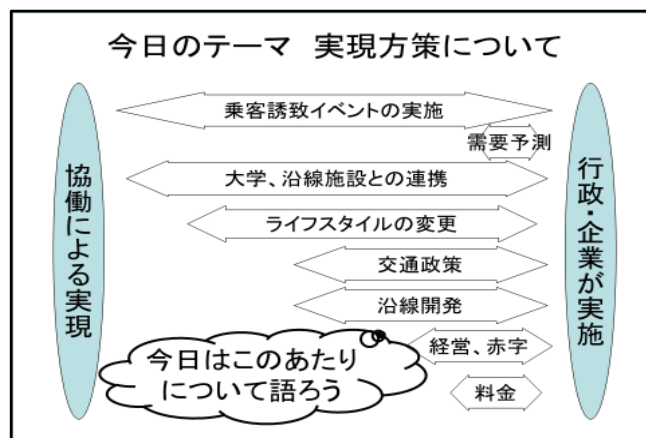 今日のテーマ 実現方策について
協働による実現
乗客誘致イベントの実施
需要予測
大学、沿線施設との連携
ライフスタイルの変更
交通政策
沿線開発
経営、赤字
料金
今日はこのあたり
について語ろう
行政・企業が実施